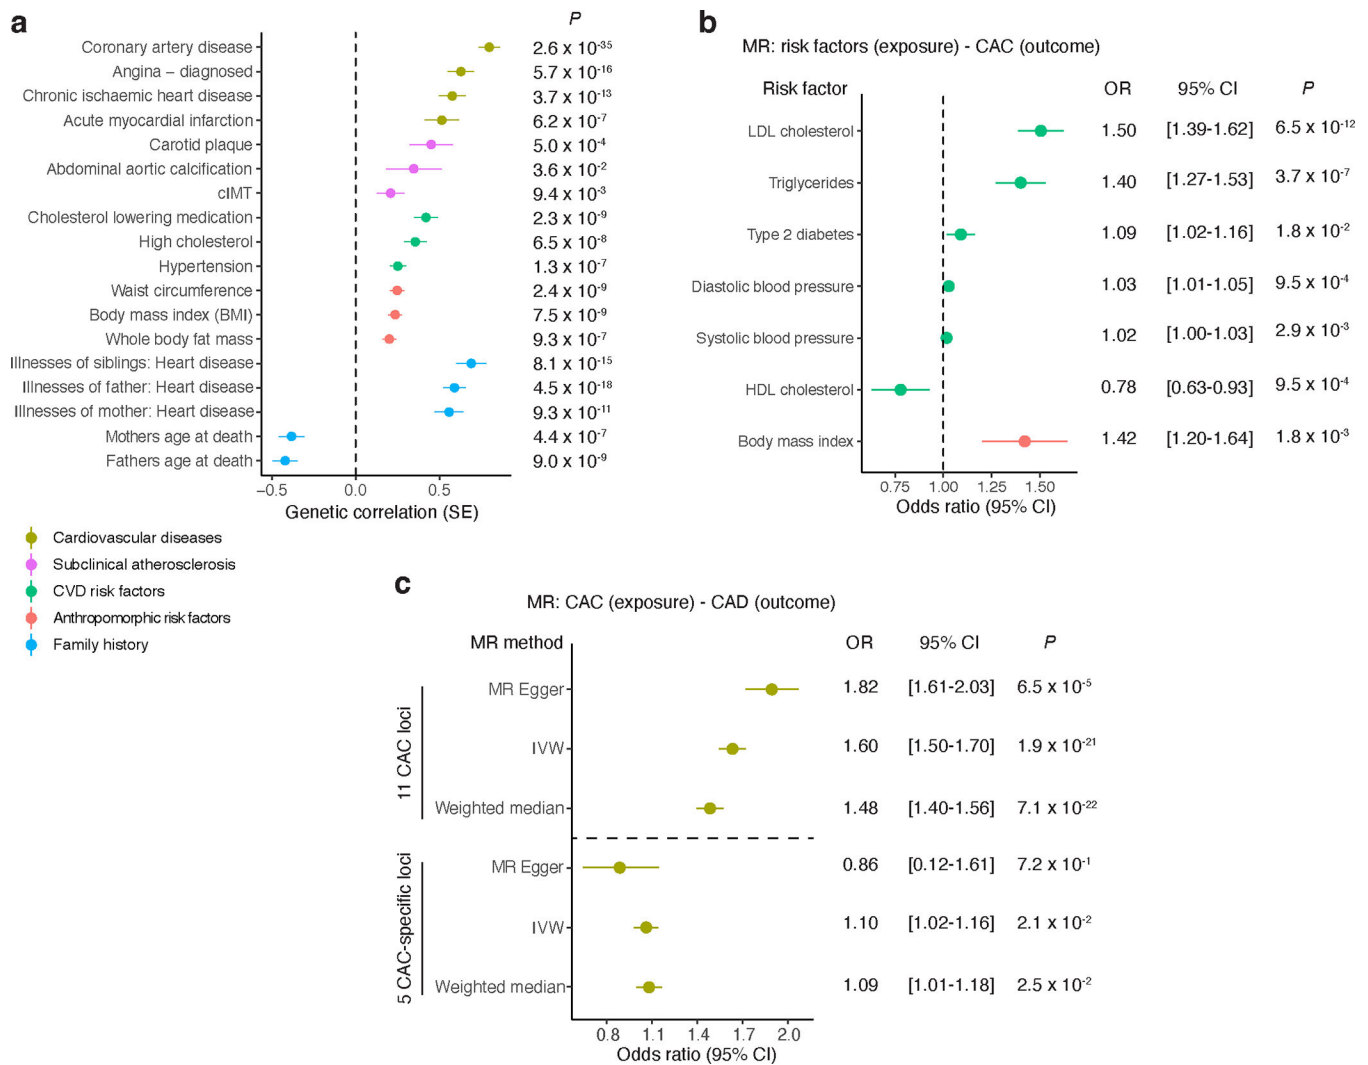 a
P
Coronary artery disease 2.6 x 10-35
Angina – diagnosed 5.7 x 10-16
Chronic ischaemic heart disease 3.7 x 10-13
Acute myocardial infarction 6.2 x 10-7
Carotid plaque 5.0 x 10-4
Abdominal aortic calcification 3.6 x 10-2
cIMT 9.4 x 10-3
Cholesterol lowering medication 2.3 x 10-9
High cholesterol 6.5 x 10-8
Hypertension 1.3 x 10-7
Waist circumference 2.4 x 10-9
Body mass index (BMI) 7.5 x 10-9
Whole body fat mass 9.3 x 10-7
Illnesses of siblings: Heart disease 8.1 x 10-15
Illnesses of father: Heart disease 4.5 x 10-18
Illnesses of mother: Heart disease 9.3 x 10-11
Mothers age at death 4.4 x 10-7
Fathers age at death 9.0 x 10-9
−0.5 0.0 0.5
Genetic correlation (SE)
Cardiovascular diseases
Subclinical atherosclerosis
CVD risk factors
Anthropomorphic risk factors
Family history
b
MR: risk factors (exposure) - CAC (outcome)
Risk factor OR 95% CI P
LDL cholesterol 1.50 [1.39-1.62] 6.5 x 10-12
Triglycerides 1.40 [1.27-1.53] 3.7 x 10-7
Type 2 diabetes 1.09 [1.02-1.16] 1.8 x 10-2
Diastolic blood pressure 1.03 [1.01-1.05] 9.5 x 10-4
Systolic blood pressure 1.02 [1.00-1.03] 2.9 x 10-3
HDL cholesterol 0.78 [0.63-0.93] 9.5 x 10-4
Body mass index 1.42 [1.20-1.64] 1.8 x 10-3
0.75 1.00 1.25 1.50
Odds ratio (95% CI)
c
MR: CAC (exposure) - CAD (outcome)
MR method OR 95% CI P
11 CAC loci
MR Egger 1.82 [1.61-2.03] 6.5 x 10-5
IVW 1.60 [1.50-1.70] 1.9 x 10-21
Weighted median 1.48 [1.40-1.56] 7.1 x 10-22
5 CAC-specific loci
MR Egger 0.86 [0.12-1.61] 7.2 x 10-1
IVW 1.10 [1.02-1.16] 2.1 x 10-2
Weighted median 1.09 [1.01-1.18] 2.5 x 10-2
0.8 1.1 1.4 1.7 2.0
Odds ratio (95% CI)